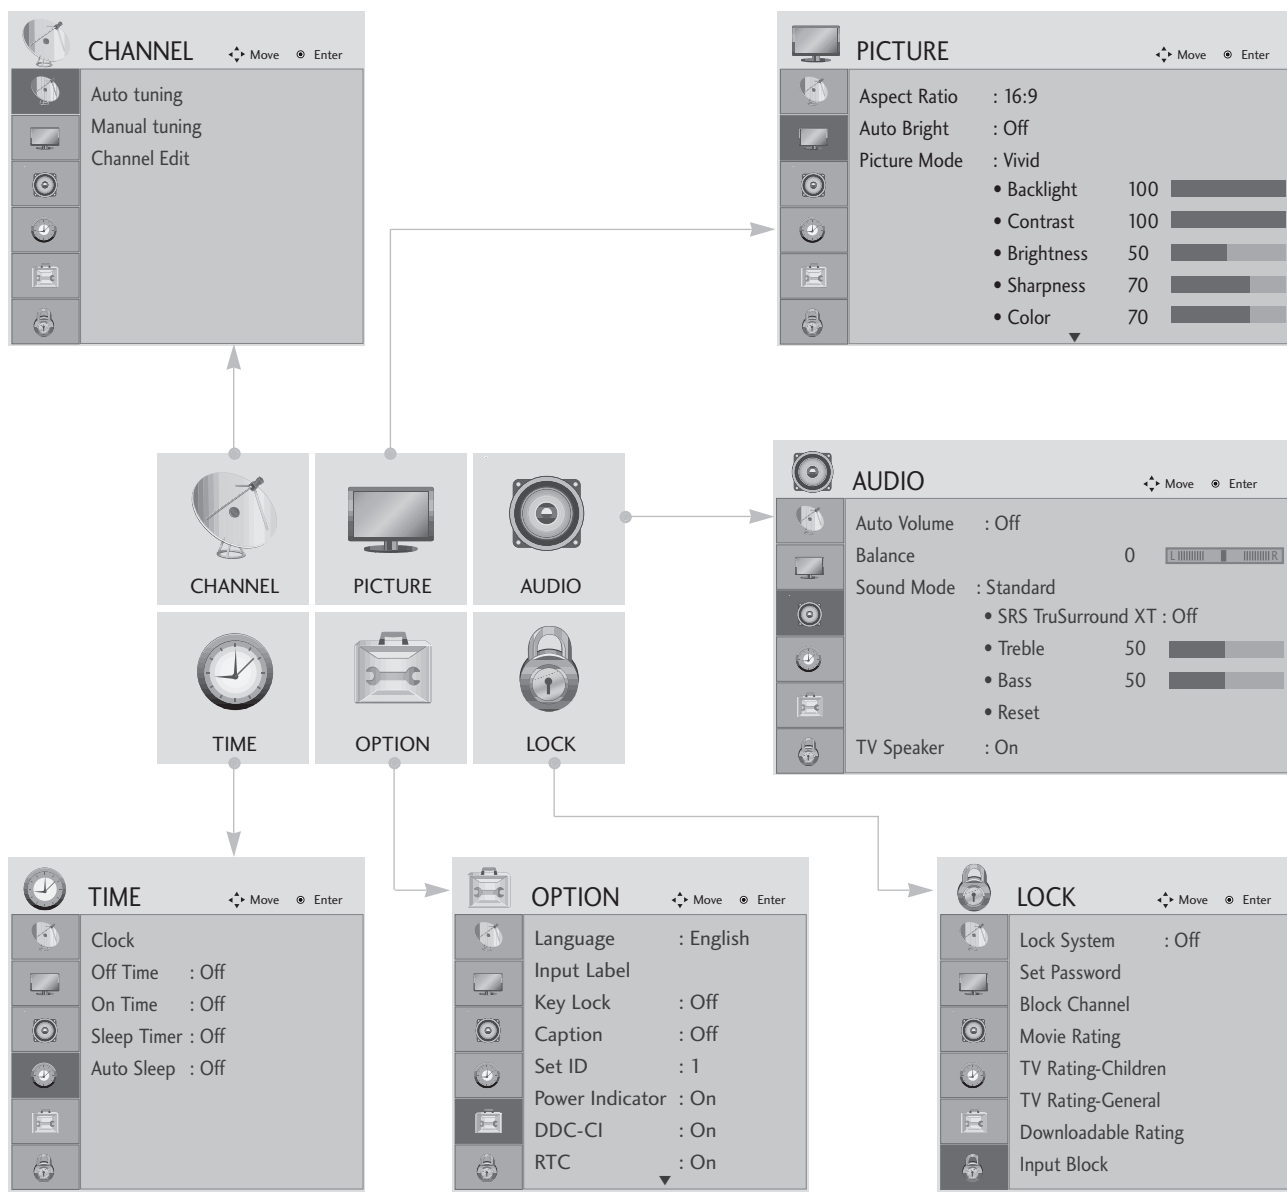 CHANNEL Move Enter
Auto tuning
Manual tuning
Channel Edit
PICTURE Move Enter
Aspect Ratio : 16:9
Auto Bright : Off
Picture Mode : Vivid
• Backlight 100
• Contrast 100
• Brightness 50
• Sharpness 70
• Color 70
CHANNEL PICTURE AUDIO
TIME OPTION LOCK
AUDIO Move Enter
Auto Volume : Off
Balance 0 L R
Sound Mode : Standard
• SRS TruSurround XT : Off
• Treble 50
• Bass 50
• Reset
TV Speaker : On
TIME Move Enter
Clock
Off Time : Off
On Time : Off
Sleep Timer : Off
Auto Sleep : Off
OPTION Move Enter
Language : English
Input Label
Key Lock : Off
Caption : Off
Set ID : 1
Power Indicator : On
DDC-CI : On
RTC : On
LOCK Move Enter
Lock System : Off
Set Password
Block Channel
Movie Rating
TV Rating-Children
TV Rating-General
Downloadable Rating
Input Block